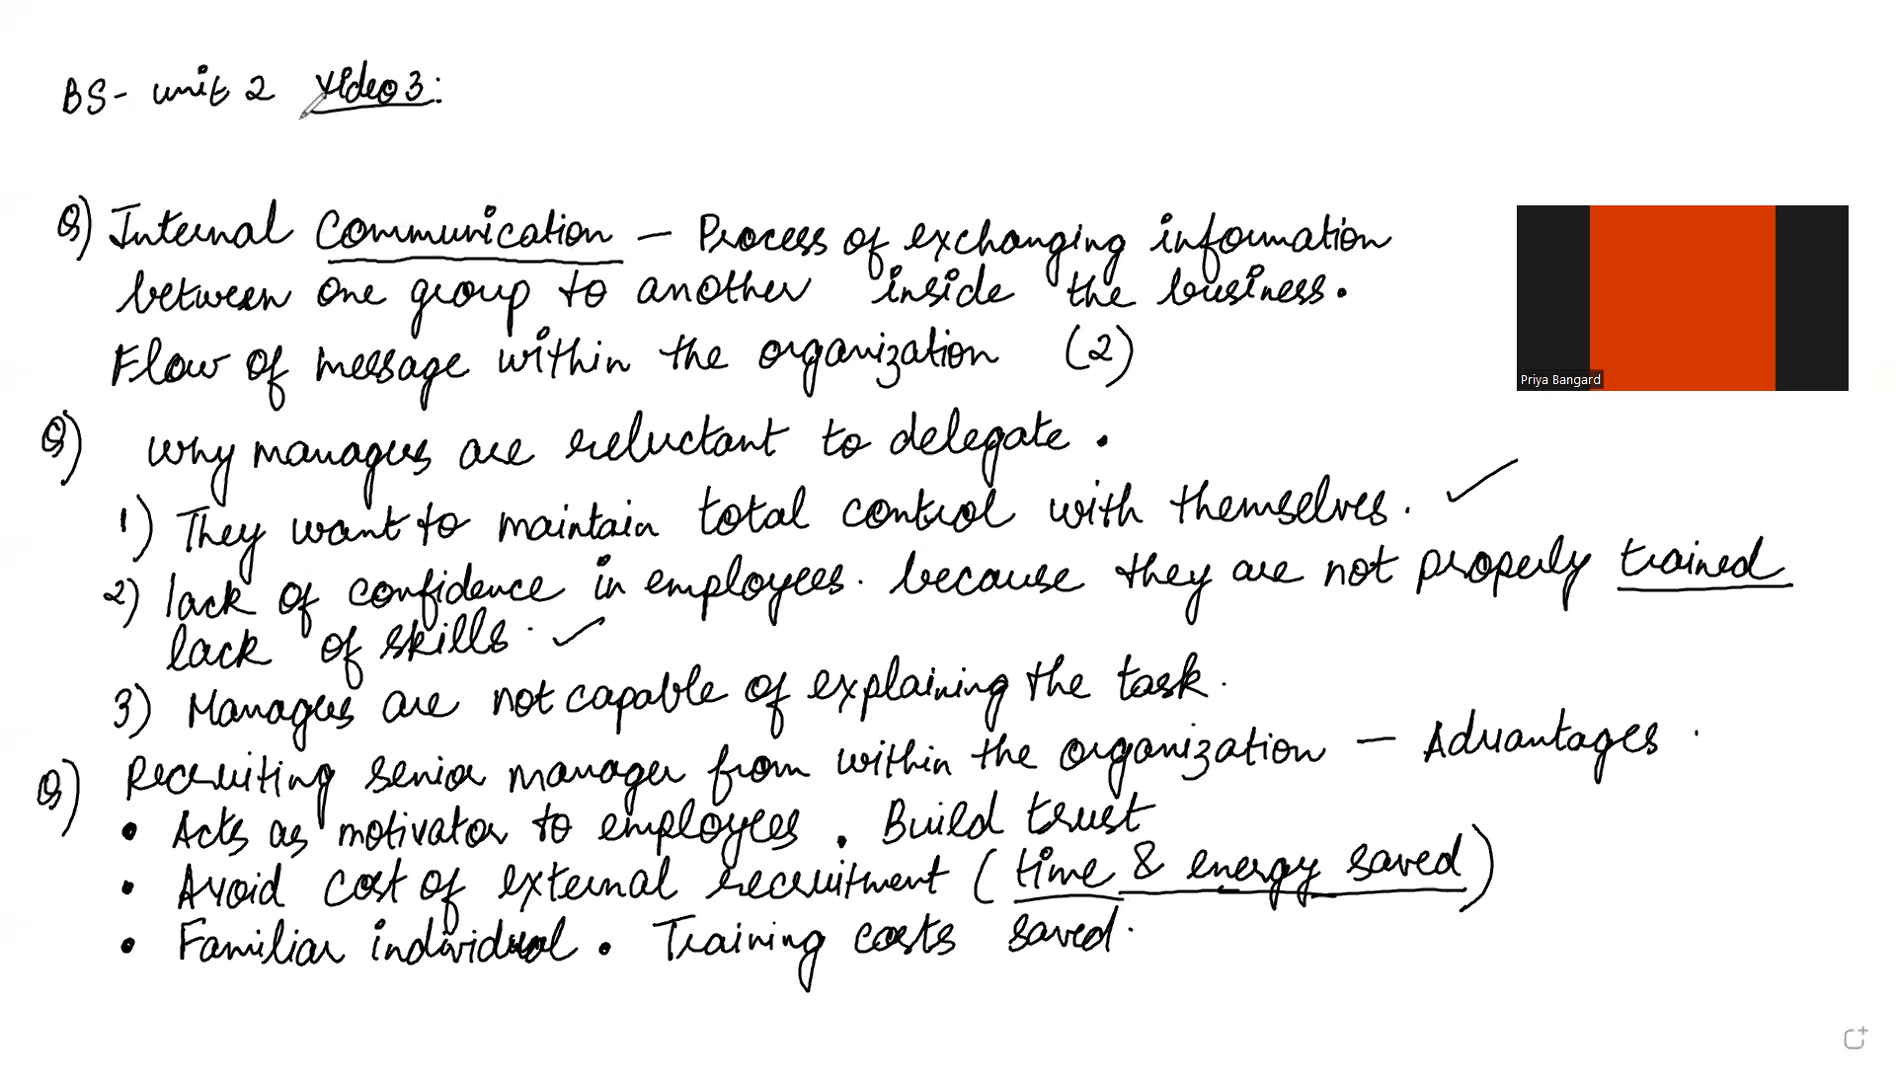 BS- unit 2 video 3:
Q) Internal Communication — Process of exchanging information
between one group to another inside the business.
Flow of message within the organization (2)
Priya Bangard
Q) why managers are reluctant to delegate.
1) They want to maintain total control with themselves. ✓
2) lack of confidence in employees. because they are not properly trained
lack of skills. ✓
3) Managers are not capable of explaining the task.
Q) Recruiting senior manager from within the organization — Advantages.
• Acts as motivator to employees. Build trust
• Avoid cost of external recruitment (time & energy saved)
• Familiar individual. Training costs saved.